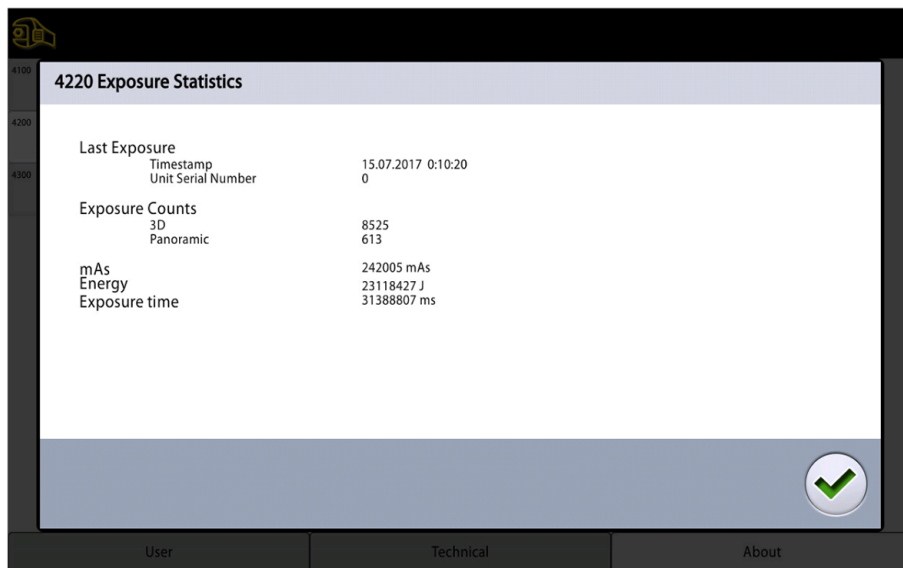 4100
4220 Exposure Statistics
4200
Last Exposure
Timestamp 15.07.2017 0:10:20
4300
Unit Serial Number 0
Exposure Counts
3D 8525
Panoramic 613
mAs 242005 mAs
Energy 23118427 J
Exposure time 31388807 ms
User Technical About